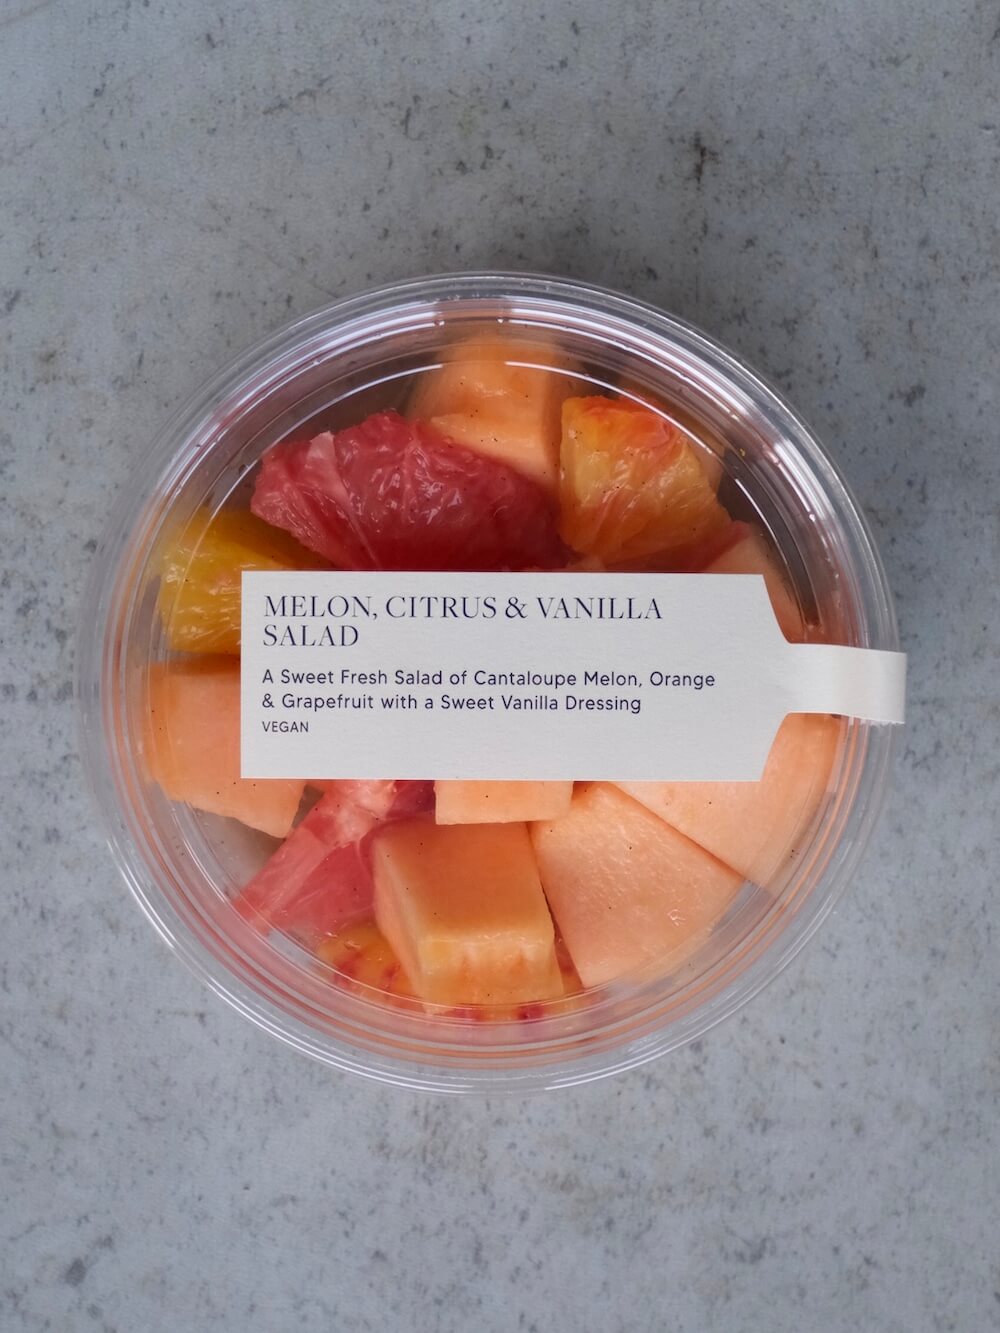 MELON, CITRUS & VANILLA
SALAD
A Sweet Fresh Salad of Cantaloupe Melon, Orange
& Grapefruit with a Sweet Vanilla Dressing
VEGAN